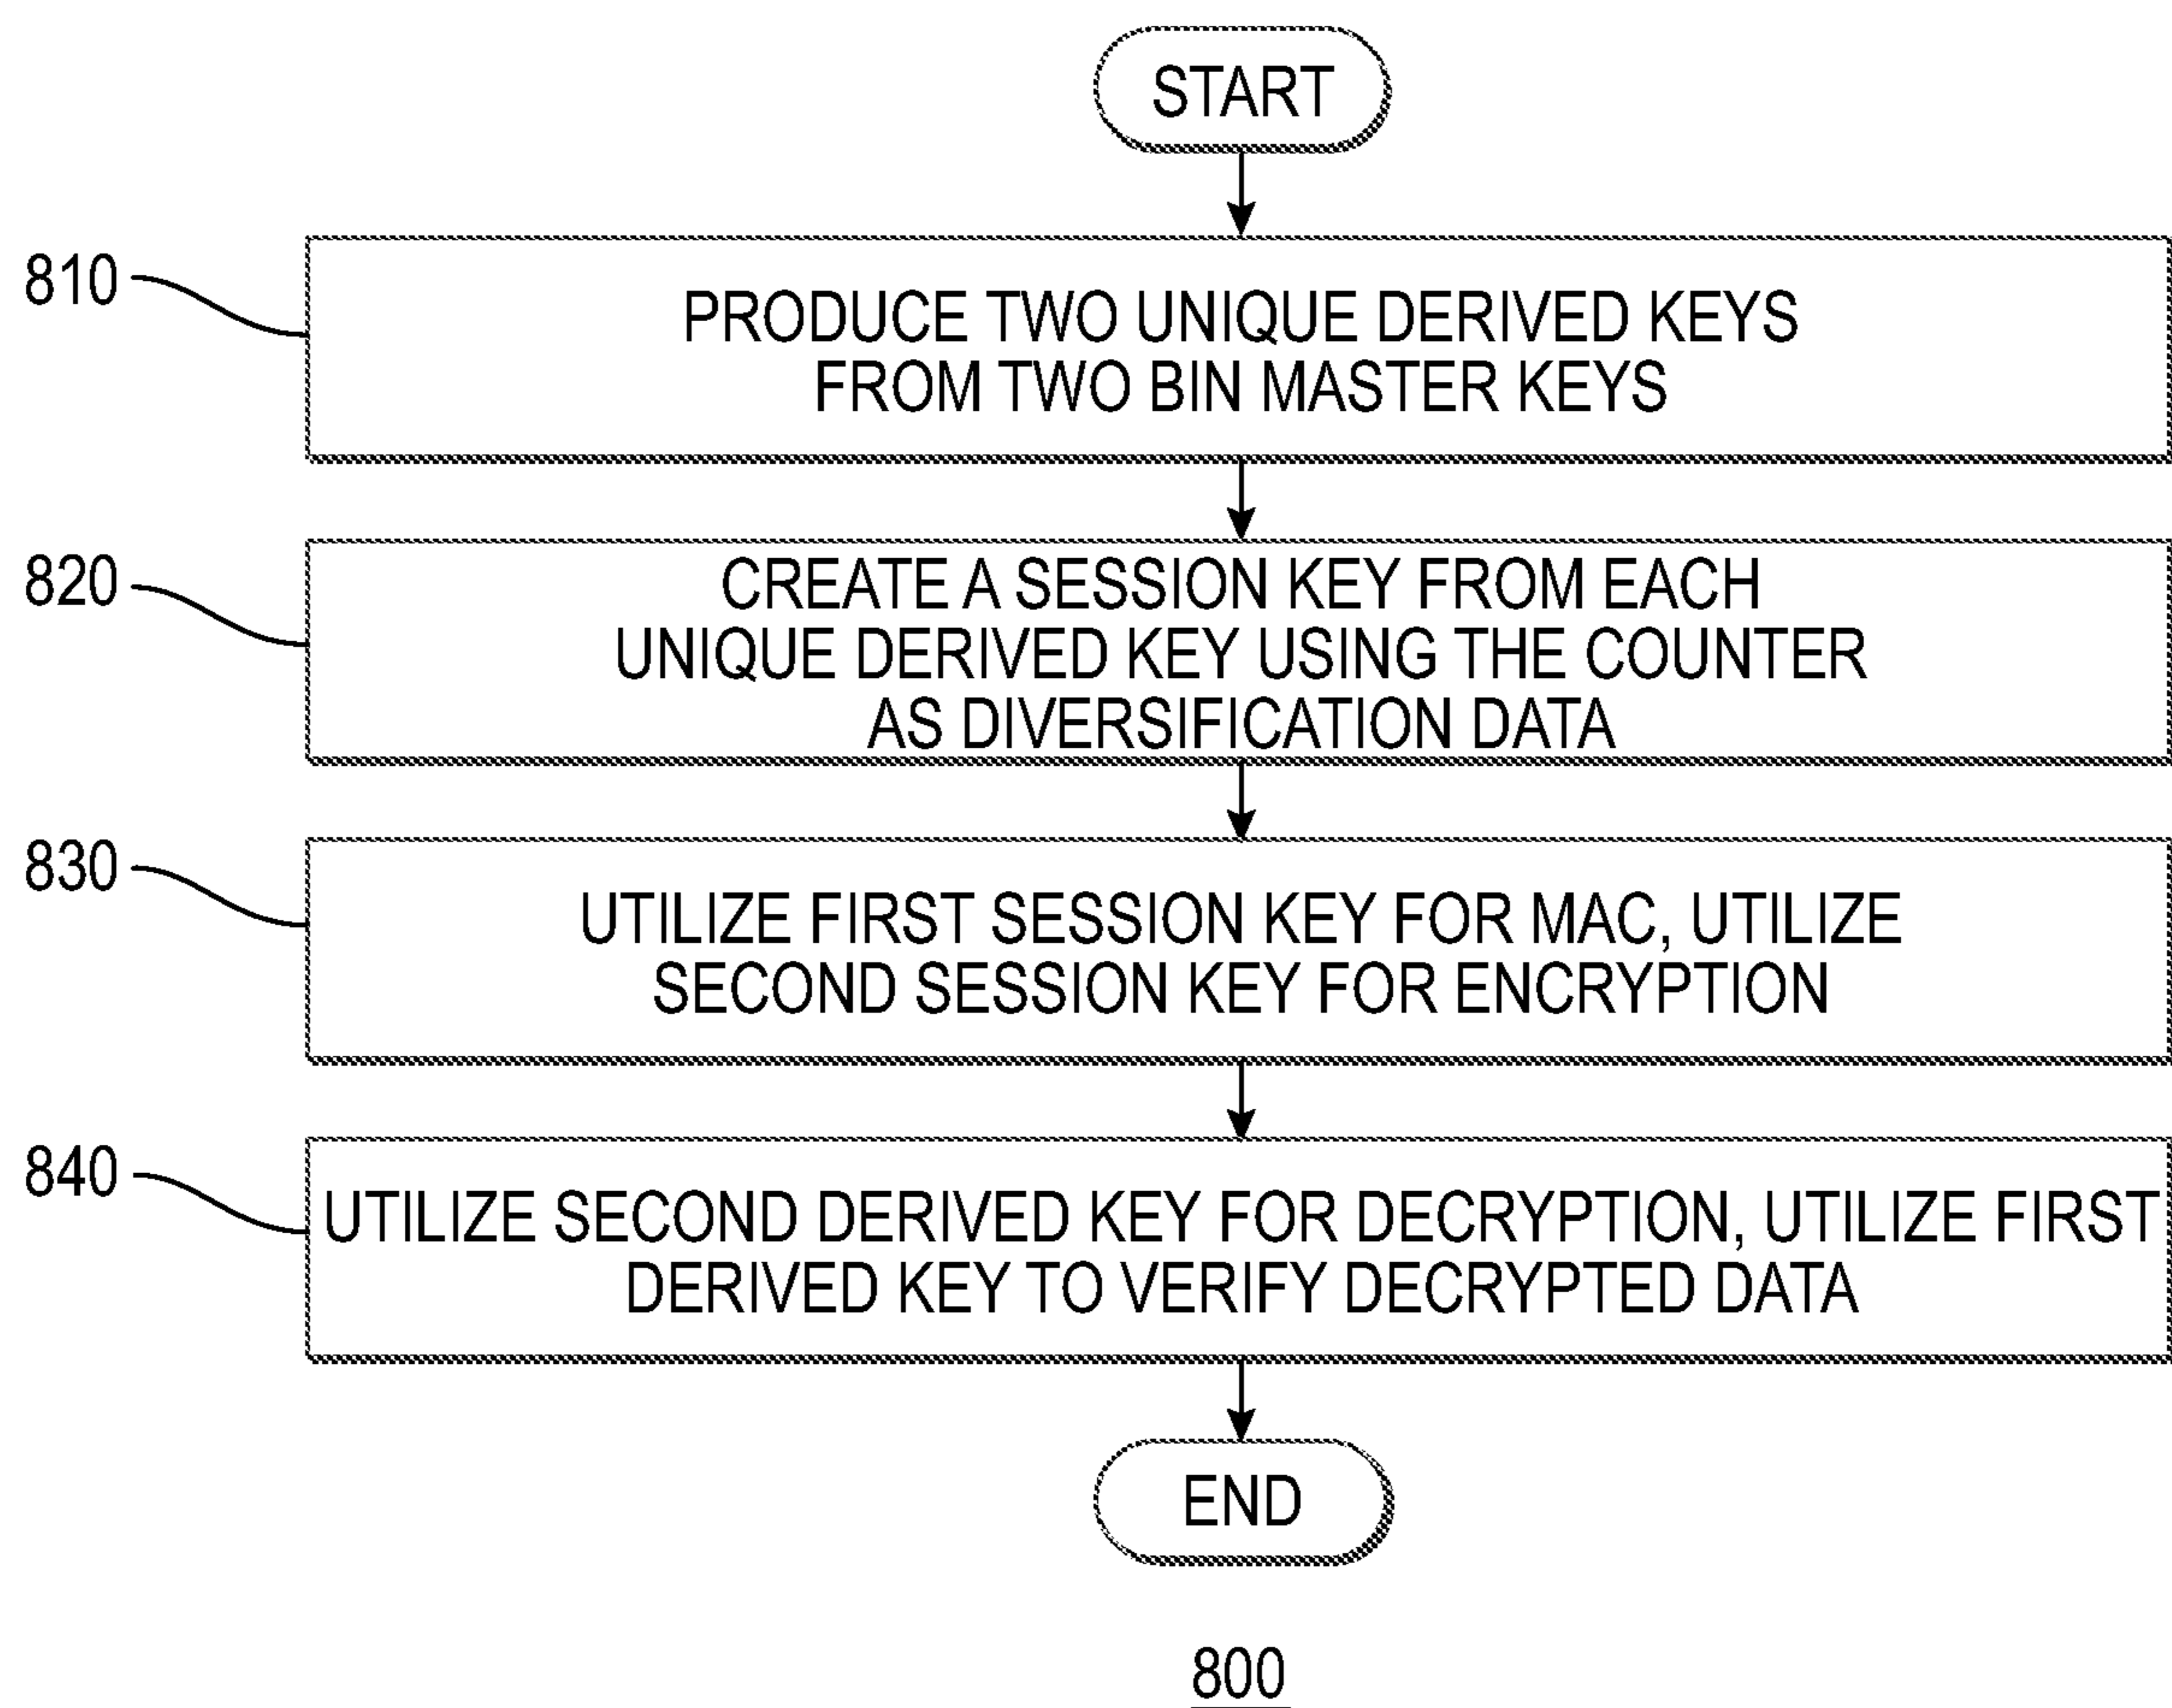 START
810
PRODUCE TWO UNIQUE DERIVED KEYS
FROM TWO BIN MASTER KEYS
820
CREATE A SESSION KEY FROM EACH
UNIQUE DERIVED KEY USING THE COUNTER
AS DIVERSIFICATION DATA
830
UTILIZE FIRST SESSION KEY FOR MAC, UTILIZE
SECOND SESSION KEY FOR ENCRYPTION
840
UTILIZE SECOND DERIVED KEY FOR DECRYPTION, UTILIZE FIRST
DERIVED KEY TO VERIFY DECRYPTED DATA
END
800